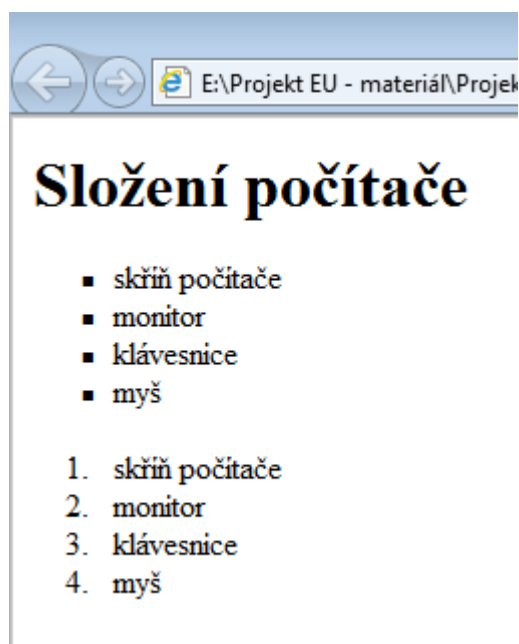 E:\Projekt EU - materiál\Projek
Složení počítače
▪ skříň počítače
▪ monitor
▪ klávesnice
▪ myš
1. skříň počítače
2. monitor
3. klávesnice
4. myš